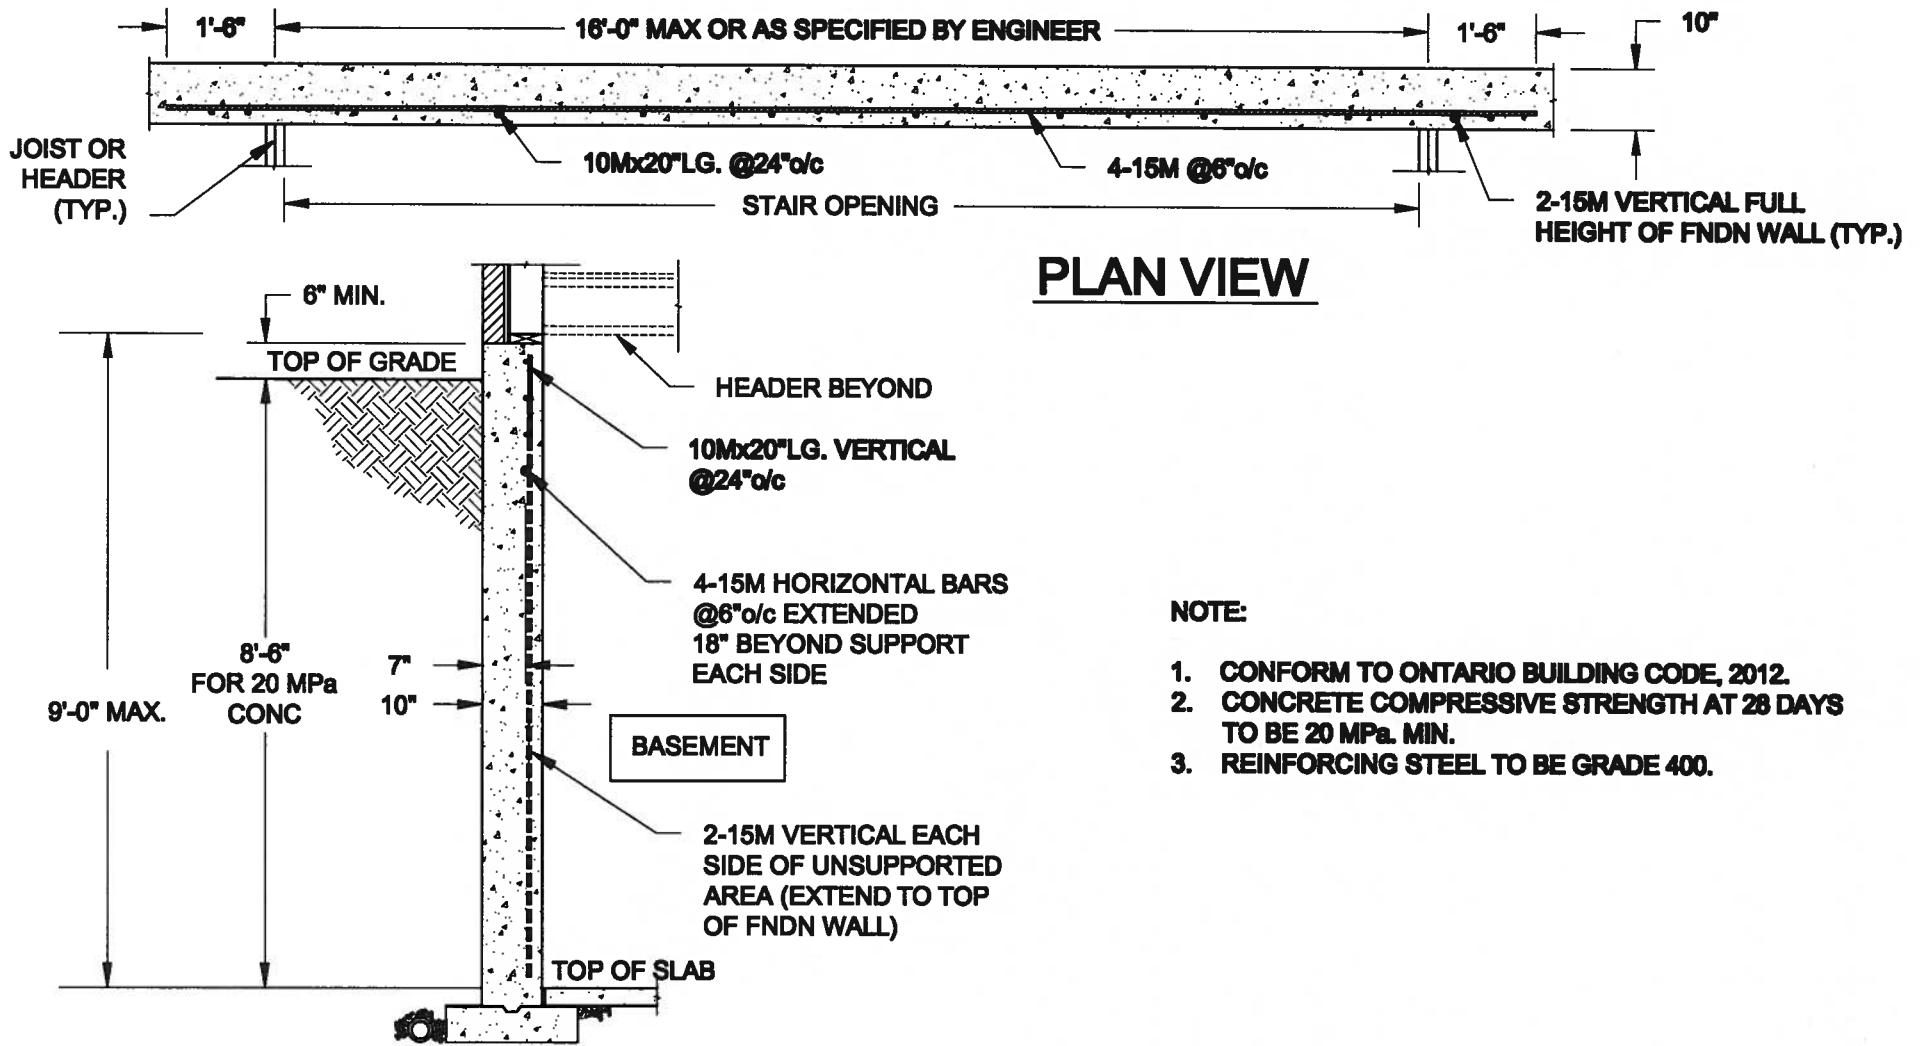 1'-6"
16'-0" MAX OR AS SPECIFIED BY ENGINEER
1'-6"
10"
JOIST OR
HEADER
(TYP.)
10Mx20"LG. @24"o/c
4-15M @6"o/c
STAIR OPENING
2-15M VERTICAL FULL
HEIGHT OF FNDN WALL (TYP.)
PLAN VIEW
6" MIN.
TOP OF GRADE
HEADER BEYOND
10Mx20"LG. VERTICAL
@24"o/c
4-15M HORIZONTAL BARS
@6"o/c EXTENDED
18" BEYOND SUPPORT
EACH SIDE
8'-6"
FOR 20 MPa
CONC
9'-0" MAX.
7"
10"
BASEMENT
2-15M VERTICAL EACH
SIDE OF UNSUPPORTED
AREA (EXTEND TO TOP
OF FNDN WALL)
TOP OF SLAB
NOTE:
1. CONFORM TO ONTARIO BUILDING CODE, 2012.
2. CONCRETE COMPRESSIVE STRENGTH AT 28 DAYS
TO BE 20 MPa. MIN.
3. REINFORCING STEEL TO BE GRADE 400.